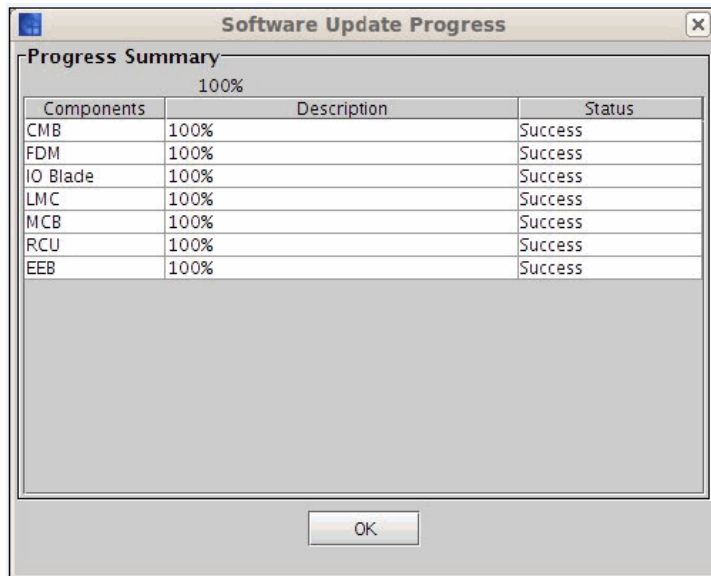 Software Update Progress
Progress Summary
100%
Components Description Status
CMB 100% Success
FDM 100% Success
IO Blade 100% Success
LMC 100% Success
MCB 100% Success
RCU 100% Success
EEB 100% Success
OK